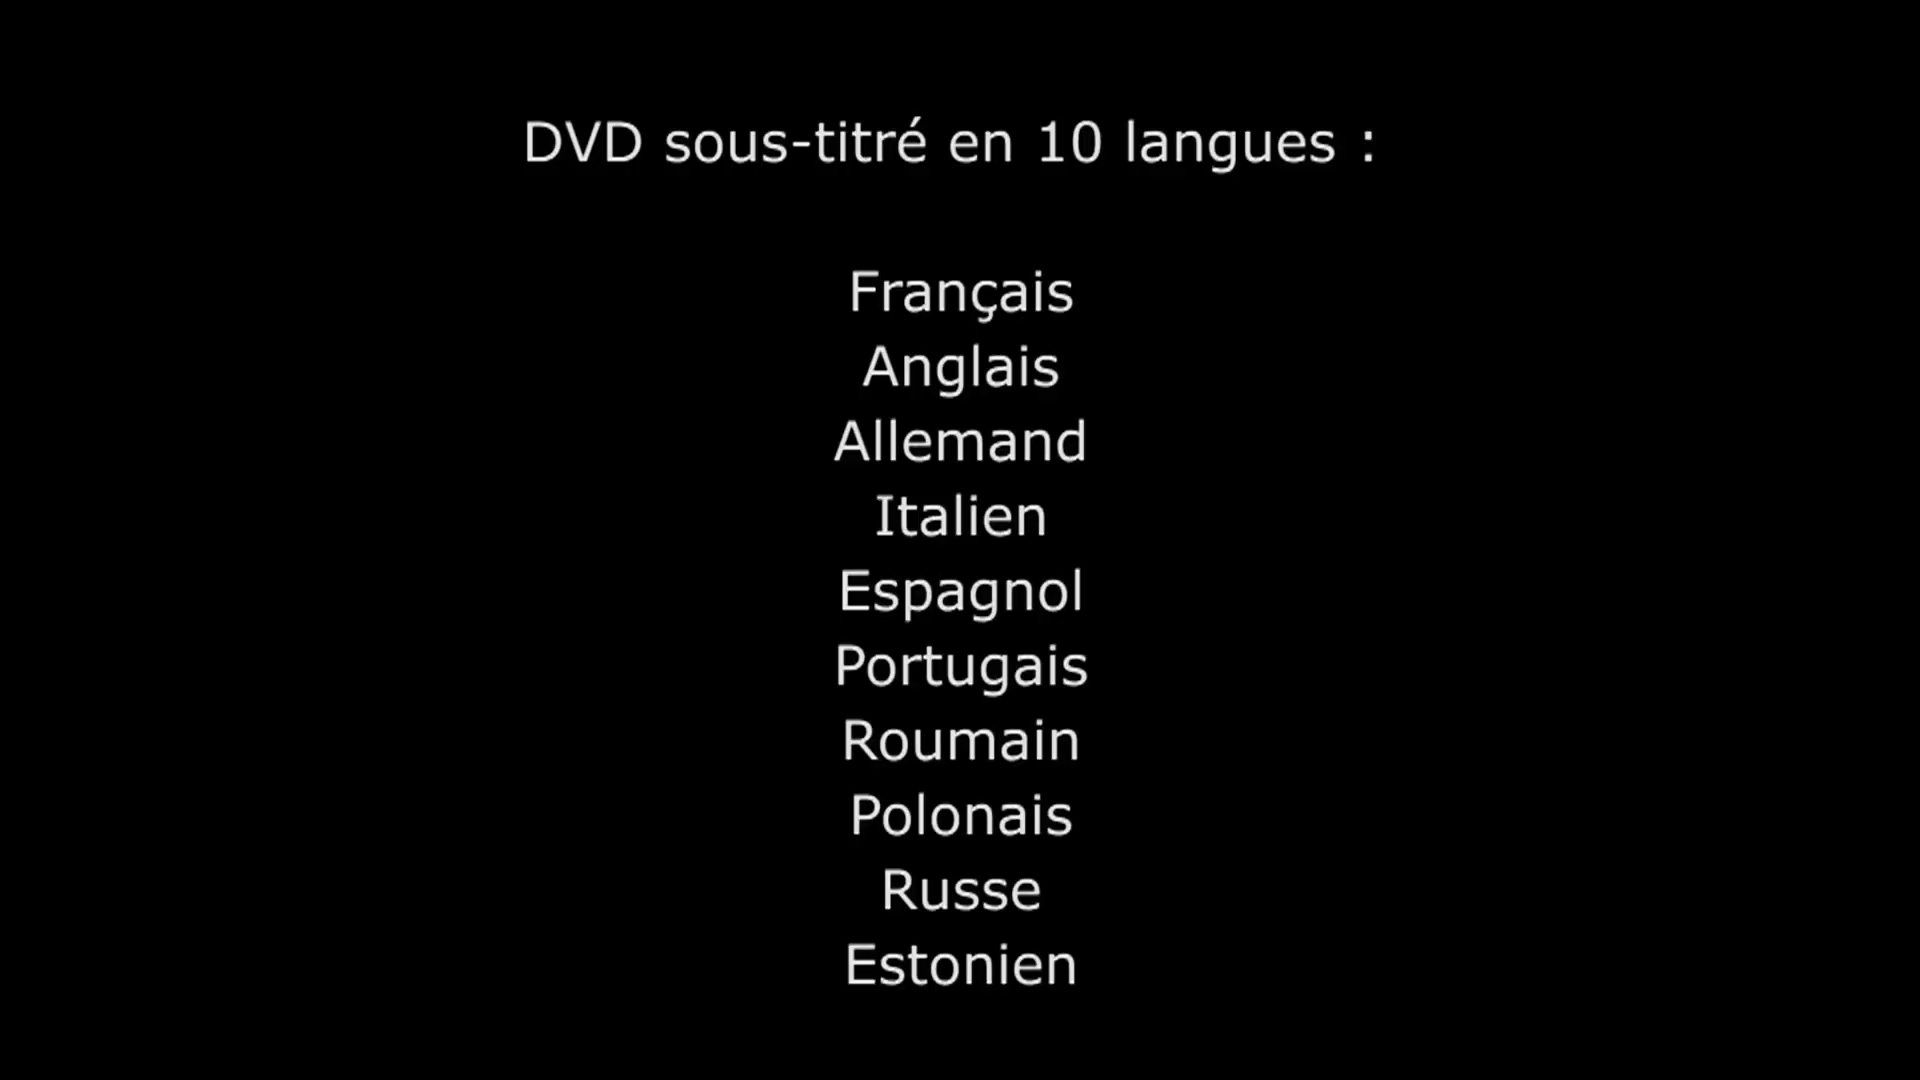 DVD sous-titré en 10 langues :
Français
Anglais
Allemand
Italien
Espagnol
Portugais
Roumain
Polonais
Russe
Estonien